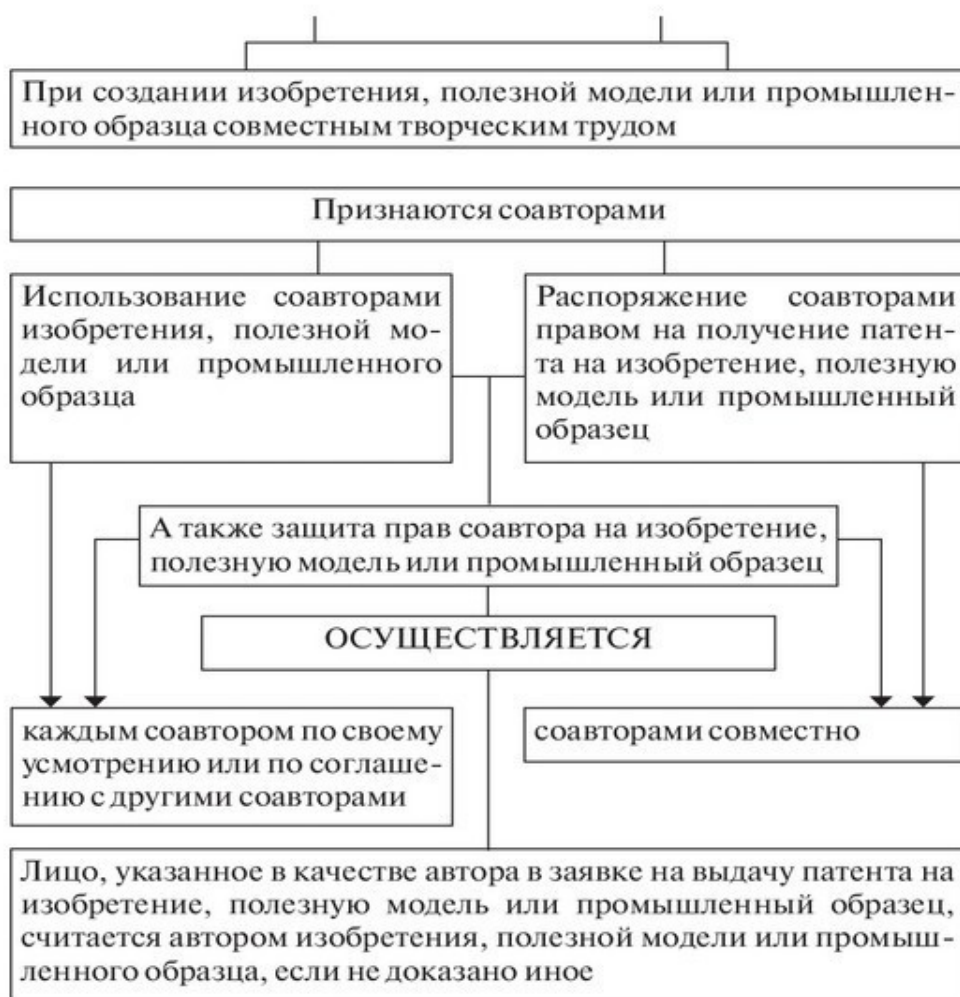 При создании изобретения, полезной модели или промышлен-
ного образца совместным творческим трудом
Признаются соавторами
Использование соавторами
изобретения, полезной мо-
дели или промышленного
образца
Распоряжение соавторами
правом на получение патен-
та на изобретение, полезную
модель или промышленный
образец
А также защита прав соавтора на изобретение,
полезную модель или промышленный образец
ОСУЩЕСТВЛЯЕТСЯ
каждым соавтором по своему
усмотрению или по соглаше-
нию с другими соавторами
соавторами совместно
Лицо, указанное в качестве автора в заявке на выдачу патента на
изобретение, полезную модель или промышленный образец,
считается автором изобретения, полезной модели или промыш-
ленного образца, если не доказано иное